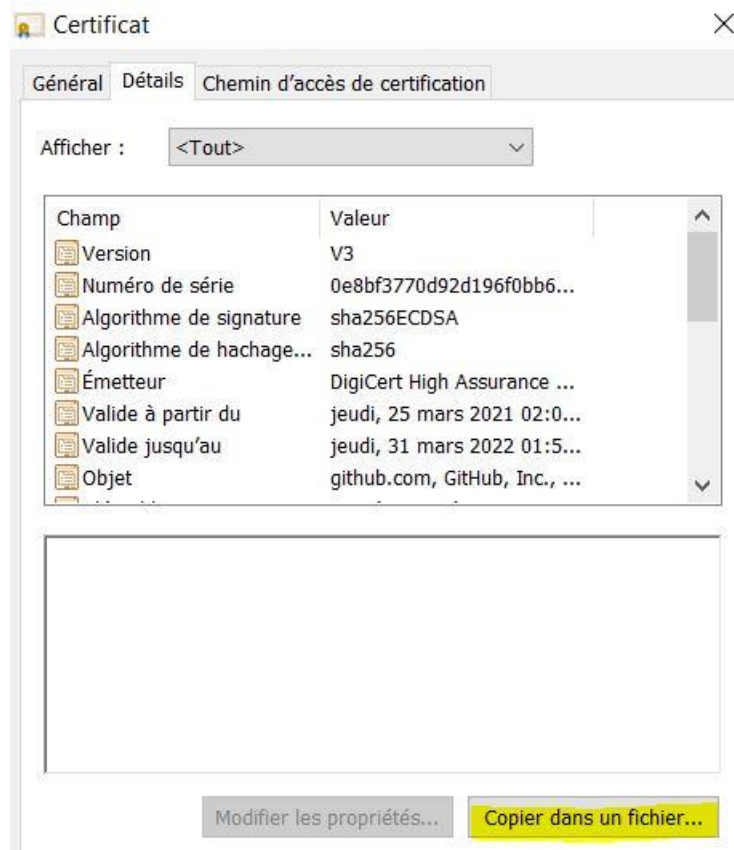 Certificat
Général Détails Chemin d'accès de certification
Afficher : <Tout>
Champ Valeur
Version V3
Numéro de série 0e8bf3770d92d196f0bb6...
Algorithme de signature sha256ECDSA
Algorithme de hachage... sha256
Émetteur DigiCert High Assurance ...
Valide à partir du jeudi, 25 mars 2021 02:0...
Valide jusqu'au jeudi, 31 mars 2022 01:5...
Objet github.com, GitHub, Inc., ...
Modifier les propriétés... Copier dans un fichier...